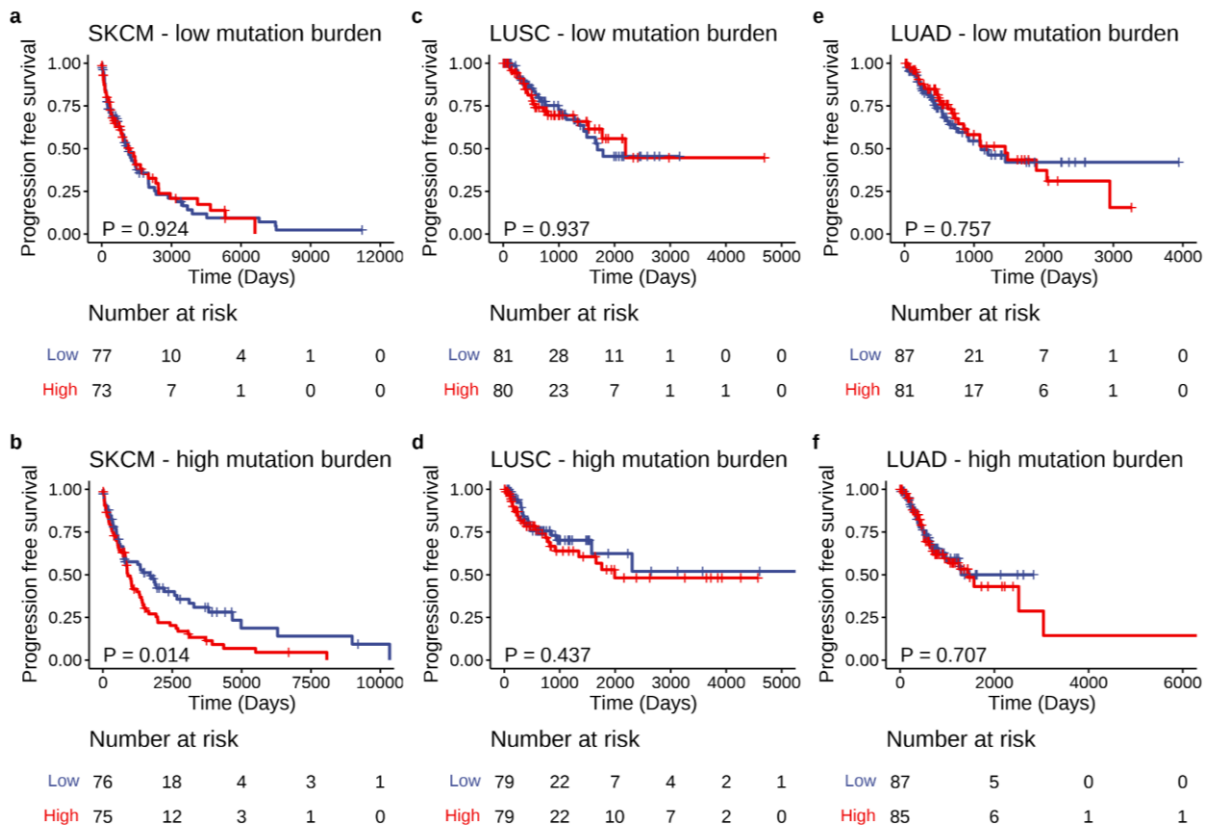 a
SKCM - low mutation burden
Progression free survival
1.00
0.75
0.50
0.25
0.00
P = 0.924
0 3000 6000 9000 12000
Time (Days)
Number at risk
Low 77 10 4 1 0
High 73 7 1 0 0
c
LUSC - low mutation burden
Progression free survival
1.00
0.75
0.50
0.25
0.00
P = 0.937
0 1000 2000 3000 4000 5000
Time (Days)
Number at risk
Low 81 28 11 1 0 0
High 80 23 7 1 1 0
e
LUAD - low mutation burden
Progression free survival
1.00
0.75
0.50
0.25
0.00
P = 0.757
0 1000 2000 3000 4000
Time (Days)
Number at risk
Low 87 21 7 1 0
High 81 17 6 1 0
b
SKCM - high mutation burden
Progression free survival
1.00
0.75
0.50
0.25
0.00
P = 0.014
0 2500 5000 7500 10000
Time (Days)
Number at risk
Low 76 18 4 3 1
High 75 12 3 1 0
d
LUSC - high mutation burden
Progression free survival
1.00
0.75
0.50
0.25
0.00
P = 0.437
0 1000 2000 3000 4000 5000
Time (Days)
Number at risk
Low 79 22 7 4 2 1
High 79 22 10 7 2 0
f
LUAD - high mutation burden
Progression free survival
1.00
0.75
0.50
0.25
0.00
P = 0.707
0 2000 4000 6000
Time (Days)
Number at risk
Low 87 5 0 0
High 85 6 1 1